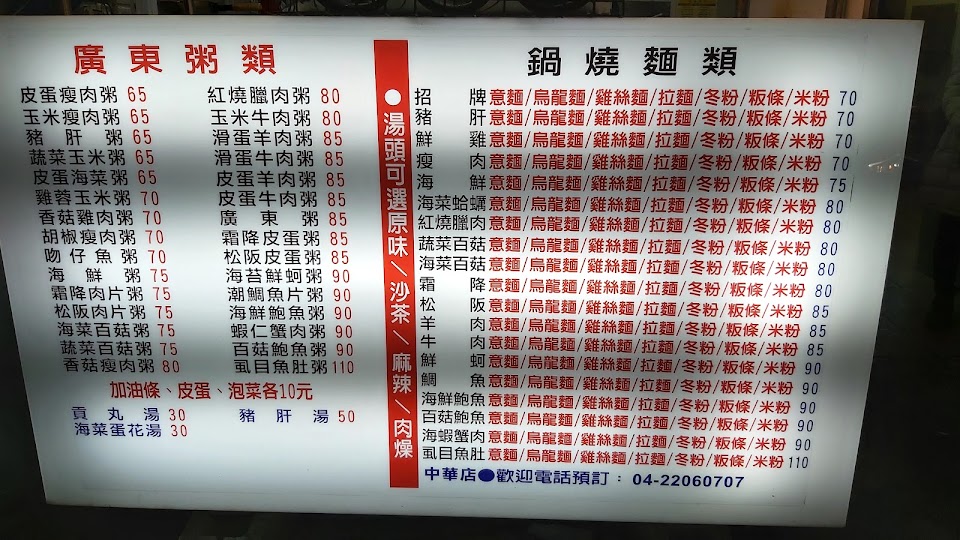 廣東粥類
皮蛋瘦肉粥 65
玉米瘦肉粥 65
豬肝粥 65
蔬菜玉米粥 65
皮蛋海菜粥 65
雞蓉玉米粥 70
香菇雞肉粥 70
胡椒瘦肉粥 70
吻仔魚粥 70
海鮮粥 75
霜降肉片粥 75
松阪肉片粥 75
海菜百菇粥 75
蔬菜百菇粥 75
香菇瘦肉粥 80
紅燒臘肉粥 80
玉米牛肉粥 80
滑蛋羊肉粥 85
滑蛋牛肉粥 85
皮蛋羊肉粥 85
皮蛋牛肉粥 85
廣東粥 85
霜降皮蛋粥 85
松阪皮蛋粥 85
海苔鮮蚵粥 90
潮鯛魚片粥 90
海鮮鮑魚粥 90
蝦仁蟹肉粥 90
百菇鮑魚粥 90
虱目魚肚粥 110
加油條、皮蛋、泡菜各10元
貢丸湯 30
豬肝湯 50
海菜蛋花湯 30
●湯頭可選原味/沙茶/麻辣/肉燥
鍋燒麵類
招牌意麵/烏龍麵/雞絲麵/拉麵/冬粉/粄條/米粉 70
豬肝意麵/烏龍麵/雞絲麵/拉麵/冬粉/粄條/米粉 70
鮮雞意麵/烏龍麵/雞絲麵/拉麵/冬粉/粄條/米粉 70
瘦肉意麵/烏龍麵/雞絲麵/拉麵/冬粉/粄條/米粉 70
海鮮意麵/烏龍麵/雞絲麵/拉麵/冬粉/粄條/米粉 75
海菜蛤蠣意麵/烏龍麵/雞絲麵/拉麵/冬粉/粄條/米粉 80
紅燒臘肉意麵/烏龍麵/雞絲麵/拉麵/冬粉/粄條/米粉 80
蔬菜百菇意麵/烏龍麵/雞絲麵/拉麵/冬粉/粄條/米粉 80
海菜百菇意麵/烏龍麵/雞絲麵/拉麵/冬粉/粄條/米粉 80
霜降意麵/烏龍麵/雞絲麵/拉麵/冬粉/粄條/米粉 80
松阪意麵/烏龍麵/雞絲麵/拉麵/冬粉/粄條/米粉 85
羊肉意麵/烏龍麵/雞絲麵/拉麵/冬粉/粄條/米粉 85
牛肉意麵/烏龍麵/雞絲麵/拉麵/冬粉/粄條/米粉 85
鮮蚵意麵/烏龍麵/雞絲麵/拉麵/冬粉/粄條/米粉 90
鯛魚意麵/烏龍麵/雞絲麵/拉麵/冬粉/粄條/米粉 90
海鮮鮑魚意麵/烏龍麵/雞絲麵/拉麵/冬粉/粄條/米粉 90
百菇鮑魚意麵/烏龍麵/雞絲麵/拉麵/冬粉/粄條/米粉 90
海蝦蟹肉意麵/烏龍麵/雞絲麵/拉麵/冬粉/粄條/米粉 90
虱目魚肚意麵/烏龍麵/雞絲麵/拉麵/冬粉/粄條/米粉 110
中華店●歡迎電話預訂：04-22060707